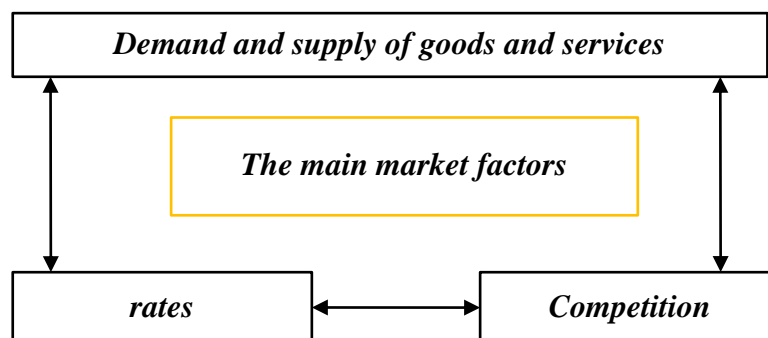 Demand and supply of goods and services
The main market factors
rates
Competition